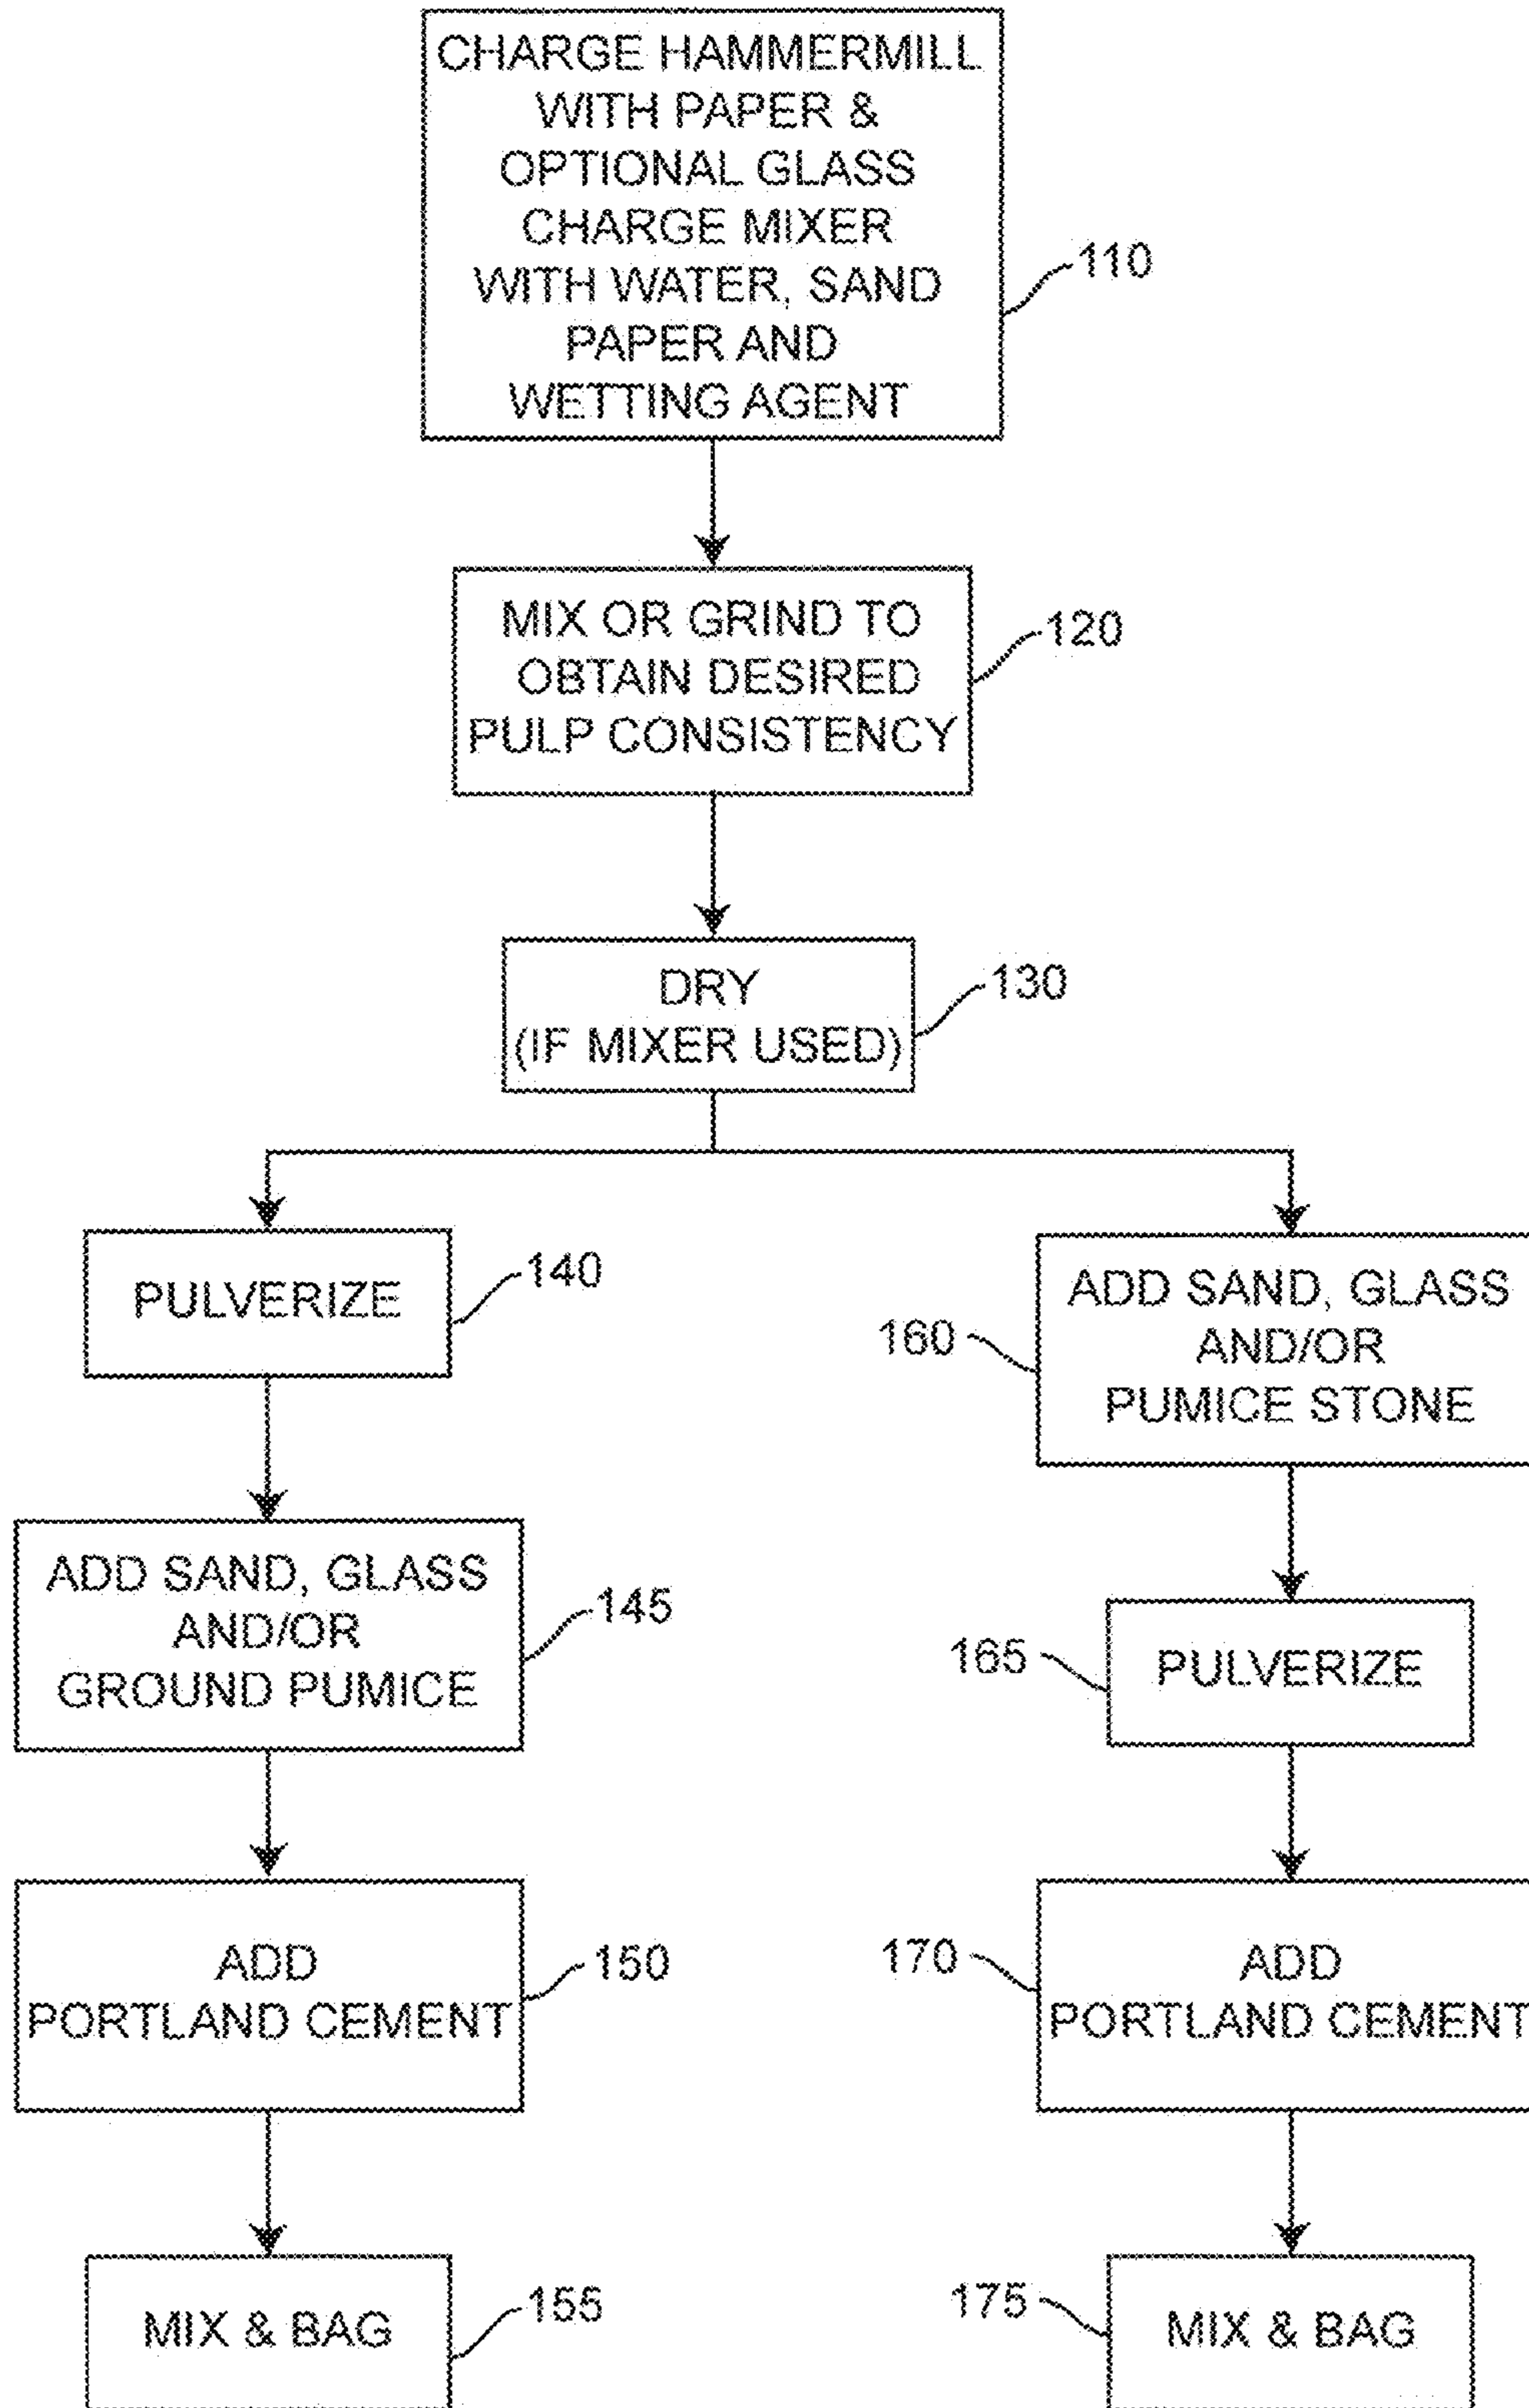 CHARGE HAMMERMILL
WITH PAPER &
OPTIONAL GLASS
CHARGE MIXER
WITH WATER, SAND
PAPER AND
WETTING AGENT
110
MIX OR GRIND TO
OBTAIN DESIRED
PULP CONSISTENCY
120
DRY
(IF MIXER USED)
130
PULVERIZE
140
ADD SAND, GLASS
AND/OR
GROUND PUMICE
145
ADD
PORTLAND CEMENT
150
MIX & BAG
155
ADD SAND, GLASS
AND/OR
PUMICE STONE
160
PULVERIZE
165
ADD
PORTLAND CEMENT
170
MIX & BAG
175